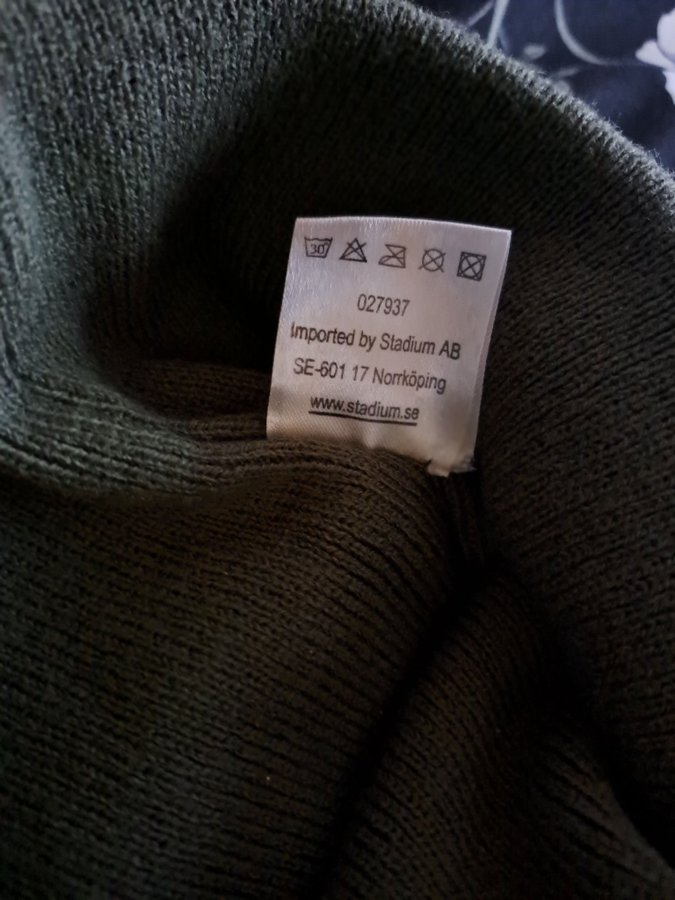 30
027937
Imported by Stadium AB
SE-601 17 Norrköping
www.stadium.se